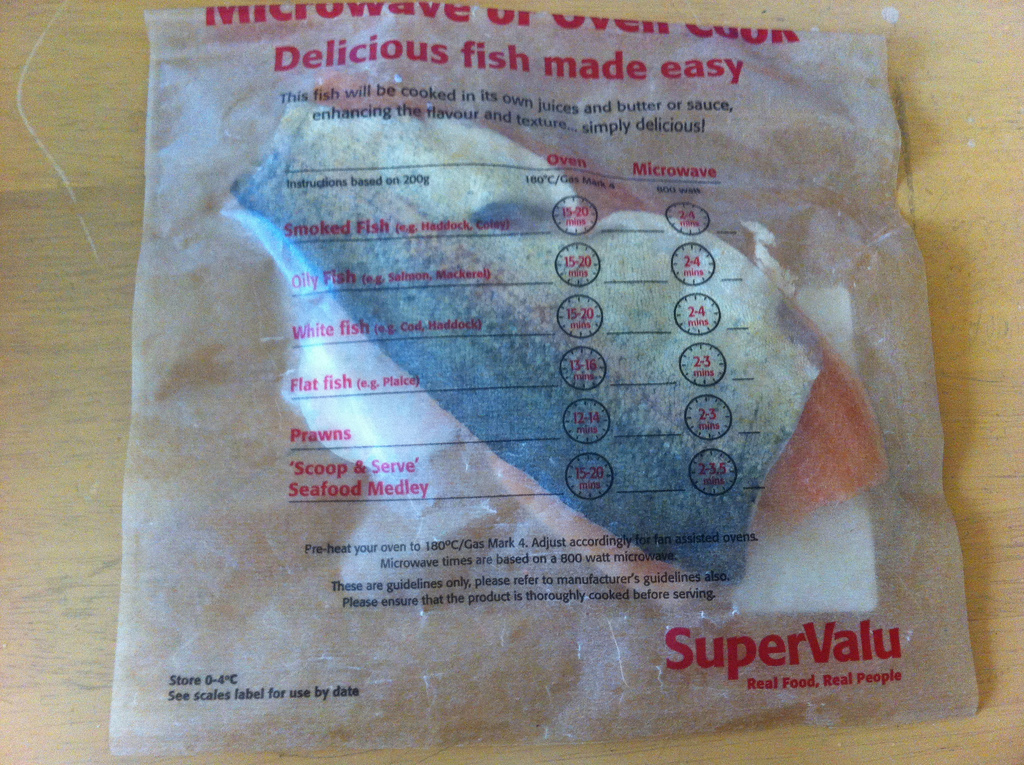 Microwave or Oven Cook
Delicious fish made easy
This fish will be cooked in its own juices and butter or sauce,
enhancing the flavour and texture... simply delicious!
Oven Microwave
Instructions based on 200g 180°C/Gas Mark 4 800 watt
Smoked Fish (e.g. Haddock, Coley) 15-20 mins 2-4 mins
Oily Fish (e.g. Salmon, Mackerel) 15-20 mins 2-4 mins
White fish (e.g. Cod, Haddock) 15-20 mins 2-4 mins
Flat fish (e.g. Plaice) 13-16 mins 2-3 mins
Prawns 12-14 mins 2-3 mins
'Scoop & Serve'
Seafood Medley 15-20 mins 2-3.5 mins
Pre-heat your oven to 180ºC/Gas Mark 4. Adjust accordingly for fan assisted ovens.
Microwave times are based on a 800 watt microwave.
These are guidelines only, please refer to manufacturer's guidelines also.
Please ensure that the product is thoroughly cooked before serving.
SuperValu
Real Food, Real People
Store 0-4ºC
See scales label for use by date